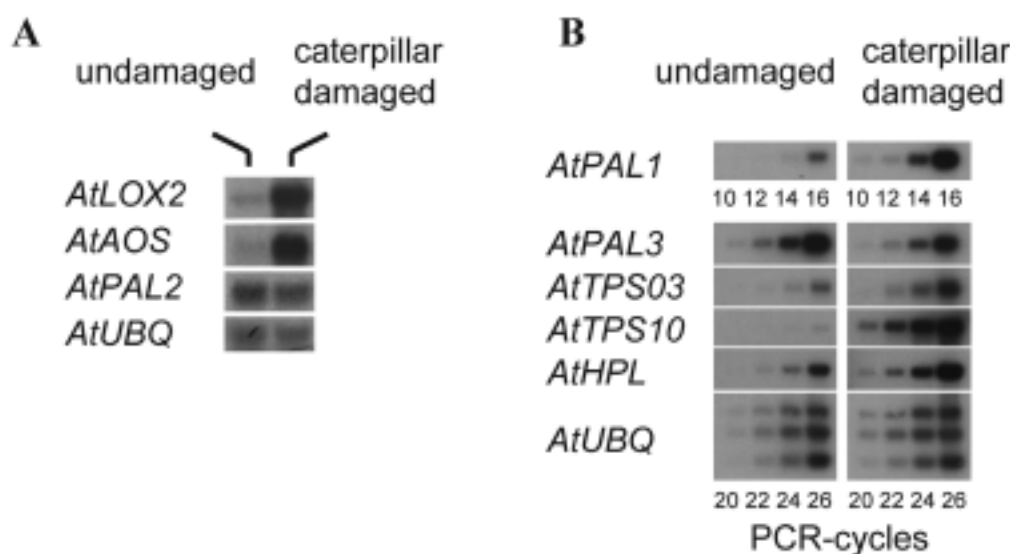 A
undamaged
caterpillar
damaged
AtLOX2
AtAOS
AtPAL2
AtUBQ
B
undamaged
caterpillar
damaged
AtPAL1
10 12 14 16 10 12 14 16
AtPAL3
AtTPS03
AtTPS10
AtHPL
AtUBQ
20 22 24 26 20 22 24 26
PCR-cycles